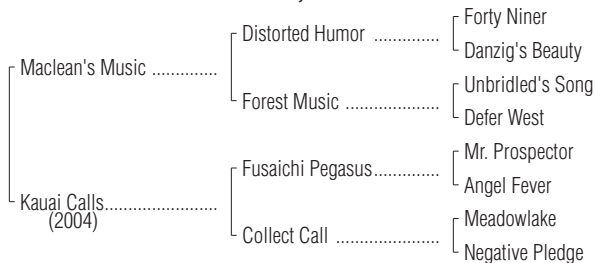 Forty Niner
Distorted Humor ..............
Danzig's Beauty
Maclean's Music ..............
Unbridled's Song
Forest Music ....................
Defer West
Mr. Prospector
Fusaichi Pegasus..............
Angel Fever
Kauai Calls........................
(2004)
Meadowlake
Collect Call ......................
Negative Pledge